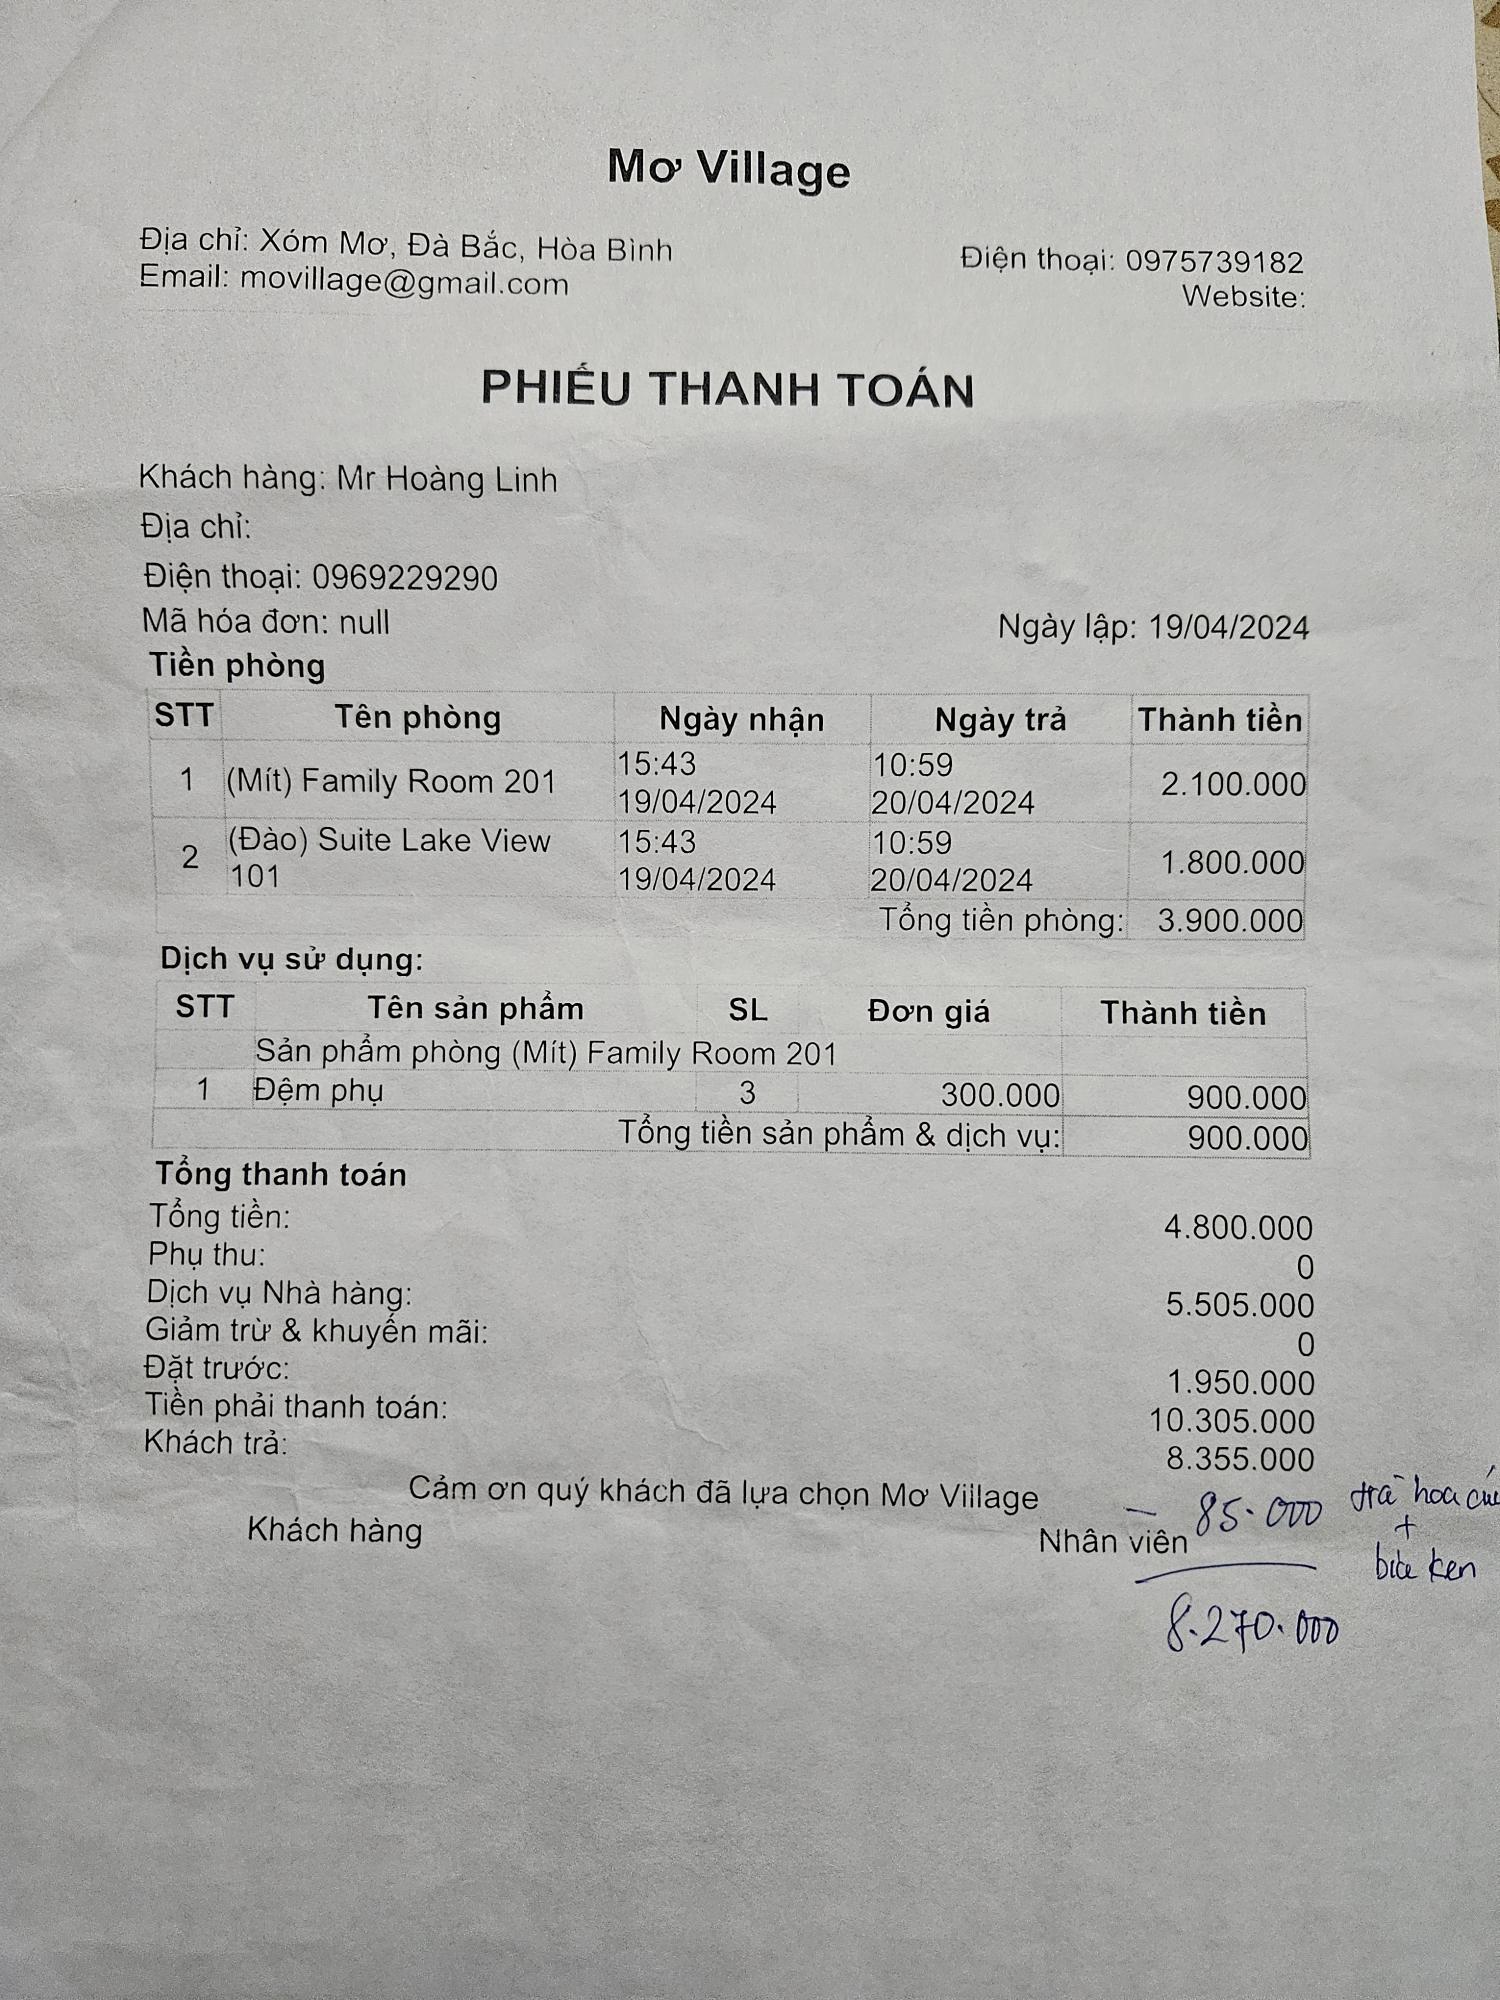 Mơ Village
Địa chỉ: Xóm Mơ, Đà Bắc, Hòa Bình
Điện thoại: 0975739182
Email: movillage@gmail.com
Website:
PHIẾU THANH TOÁN
Khách hàng: Mr Hoàng Linh
Địa chỉ:
Điện thoại: 0969229290
Mã hóa đơn: null
Ngày lập: 19/04/2024
Tiền phòng
STT Tên phòng Ngày nhận Ngày trả Thành tiền
1 (Mít) Family Room 201 15:43 19/04/2024 10:59 20/04/2024 2.100.000
2 (Đào) Suite Lake View 101 15:43 19/04/2024 10:59 20/04/2024 1.800.000
Tổng tiền phòng: 3.900.000
Dịch vụ sử dụng:
STT Tên sản phẩm SL Đơn giá Thành tiền
Sản phẩm phòng (Mít) Family Room 201
1 Đệm phụ 3 300.000 900.000
Tổng tiền sản phẩm & dịch vụ: 900.000
Tổng thanh toán
Tổng tiền: 4.800.000
Phụ thu: 0
Dịch vụ Nhà hàng: 5.505.000
Giảm trừ & khuyến mãi: 0
Đặt trước: 1.950.000
Tiền phải thanh toán: 10.305.000
Khách trả: 8.355.000
Cảm ơn quý khách đã lựa chọn Mơ Village
Khách hàng
Nhân viên
- 85.000 trà hoa cúc
+
bia ken
8.270.000